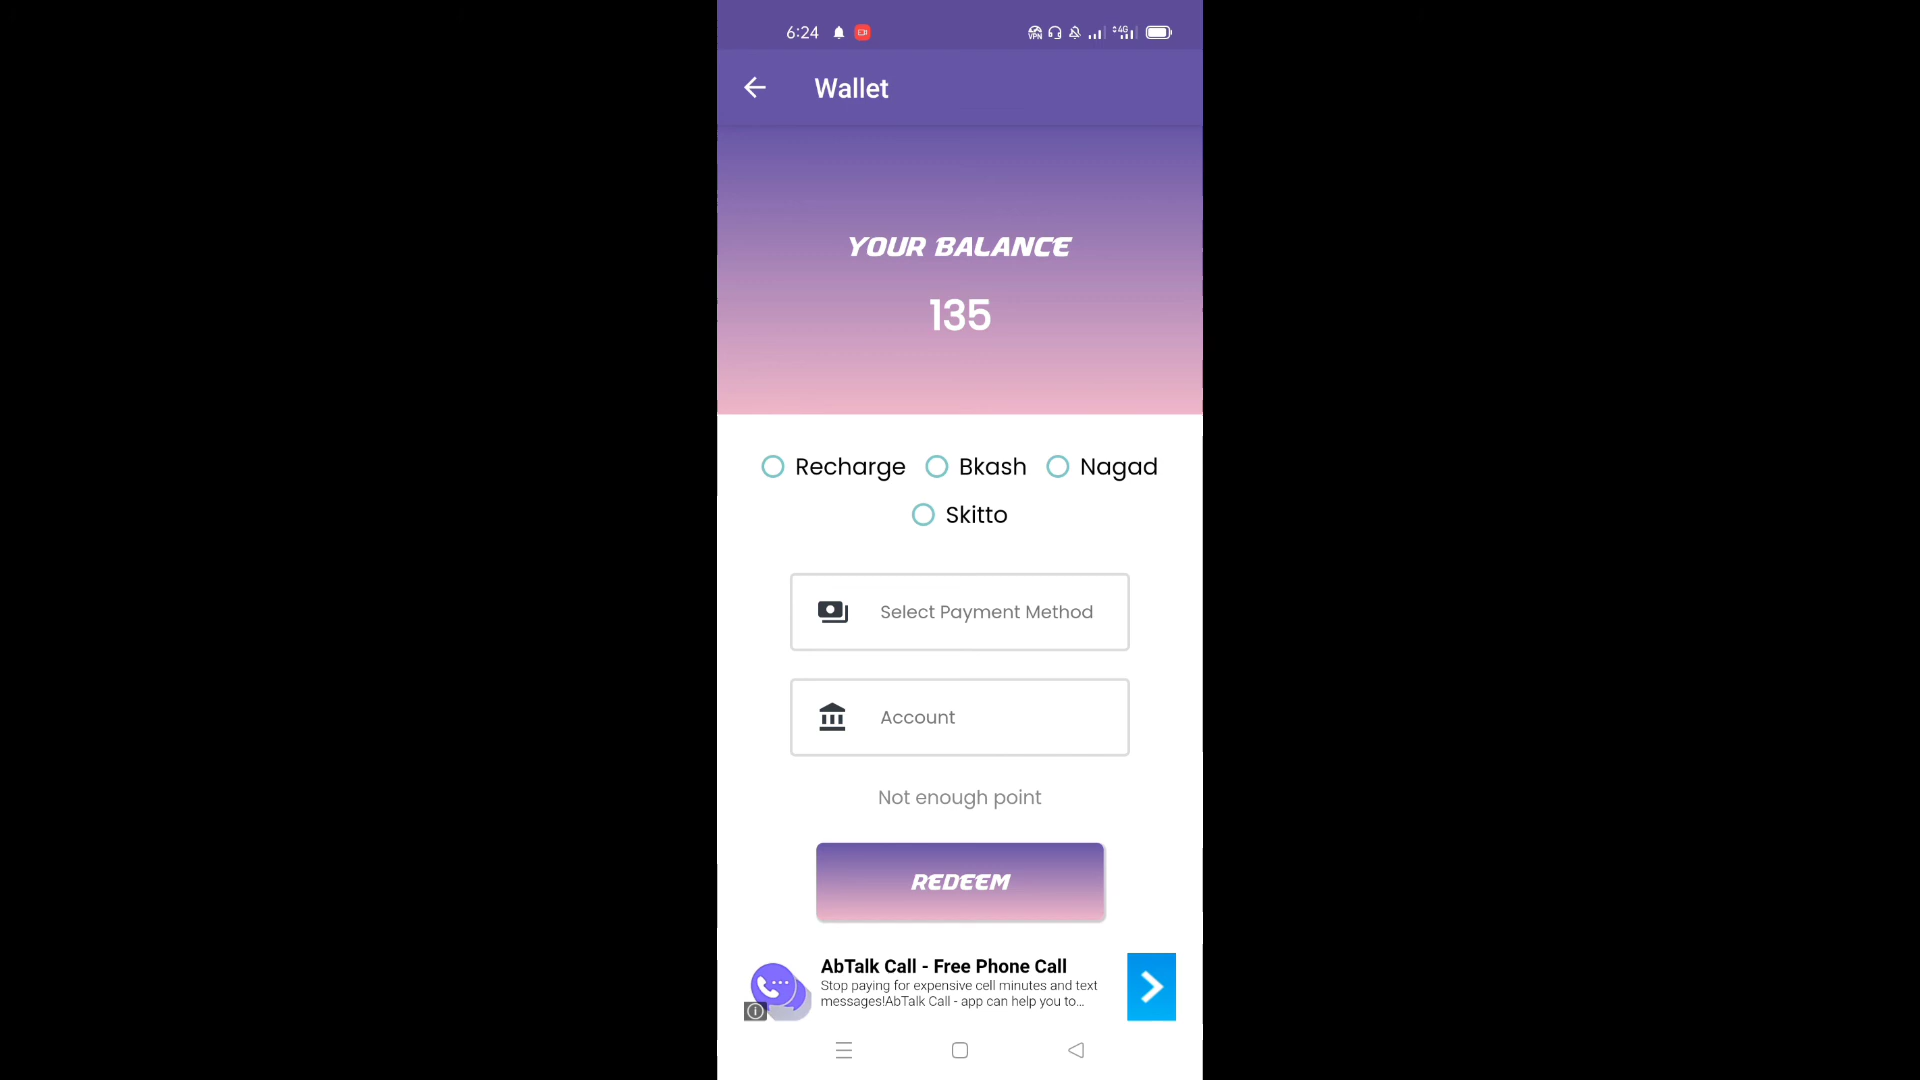 6:24
VPN 4G
Wallet
YOUR BALANCE
135
Recharge Bkash Nagad
Skitto
Select Payment Method
Account
Not enough point
REDEEM
AbTalk Call - Free Phone Call
Stop paying for expensive cell minutes and text
messages!AbTalk Call - app can help you to...